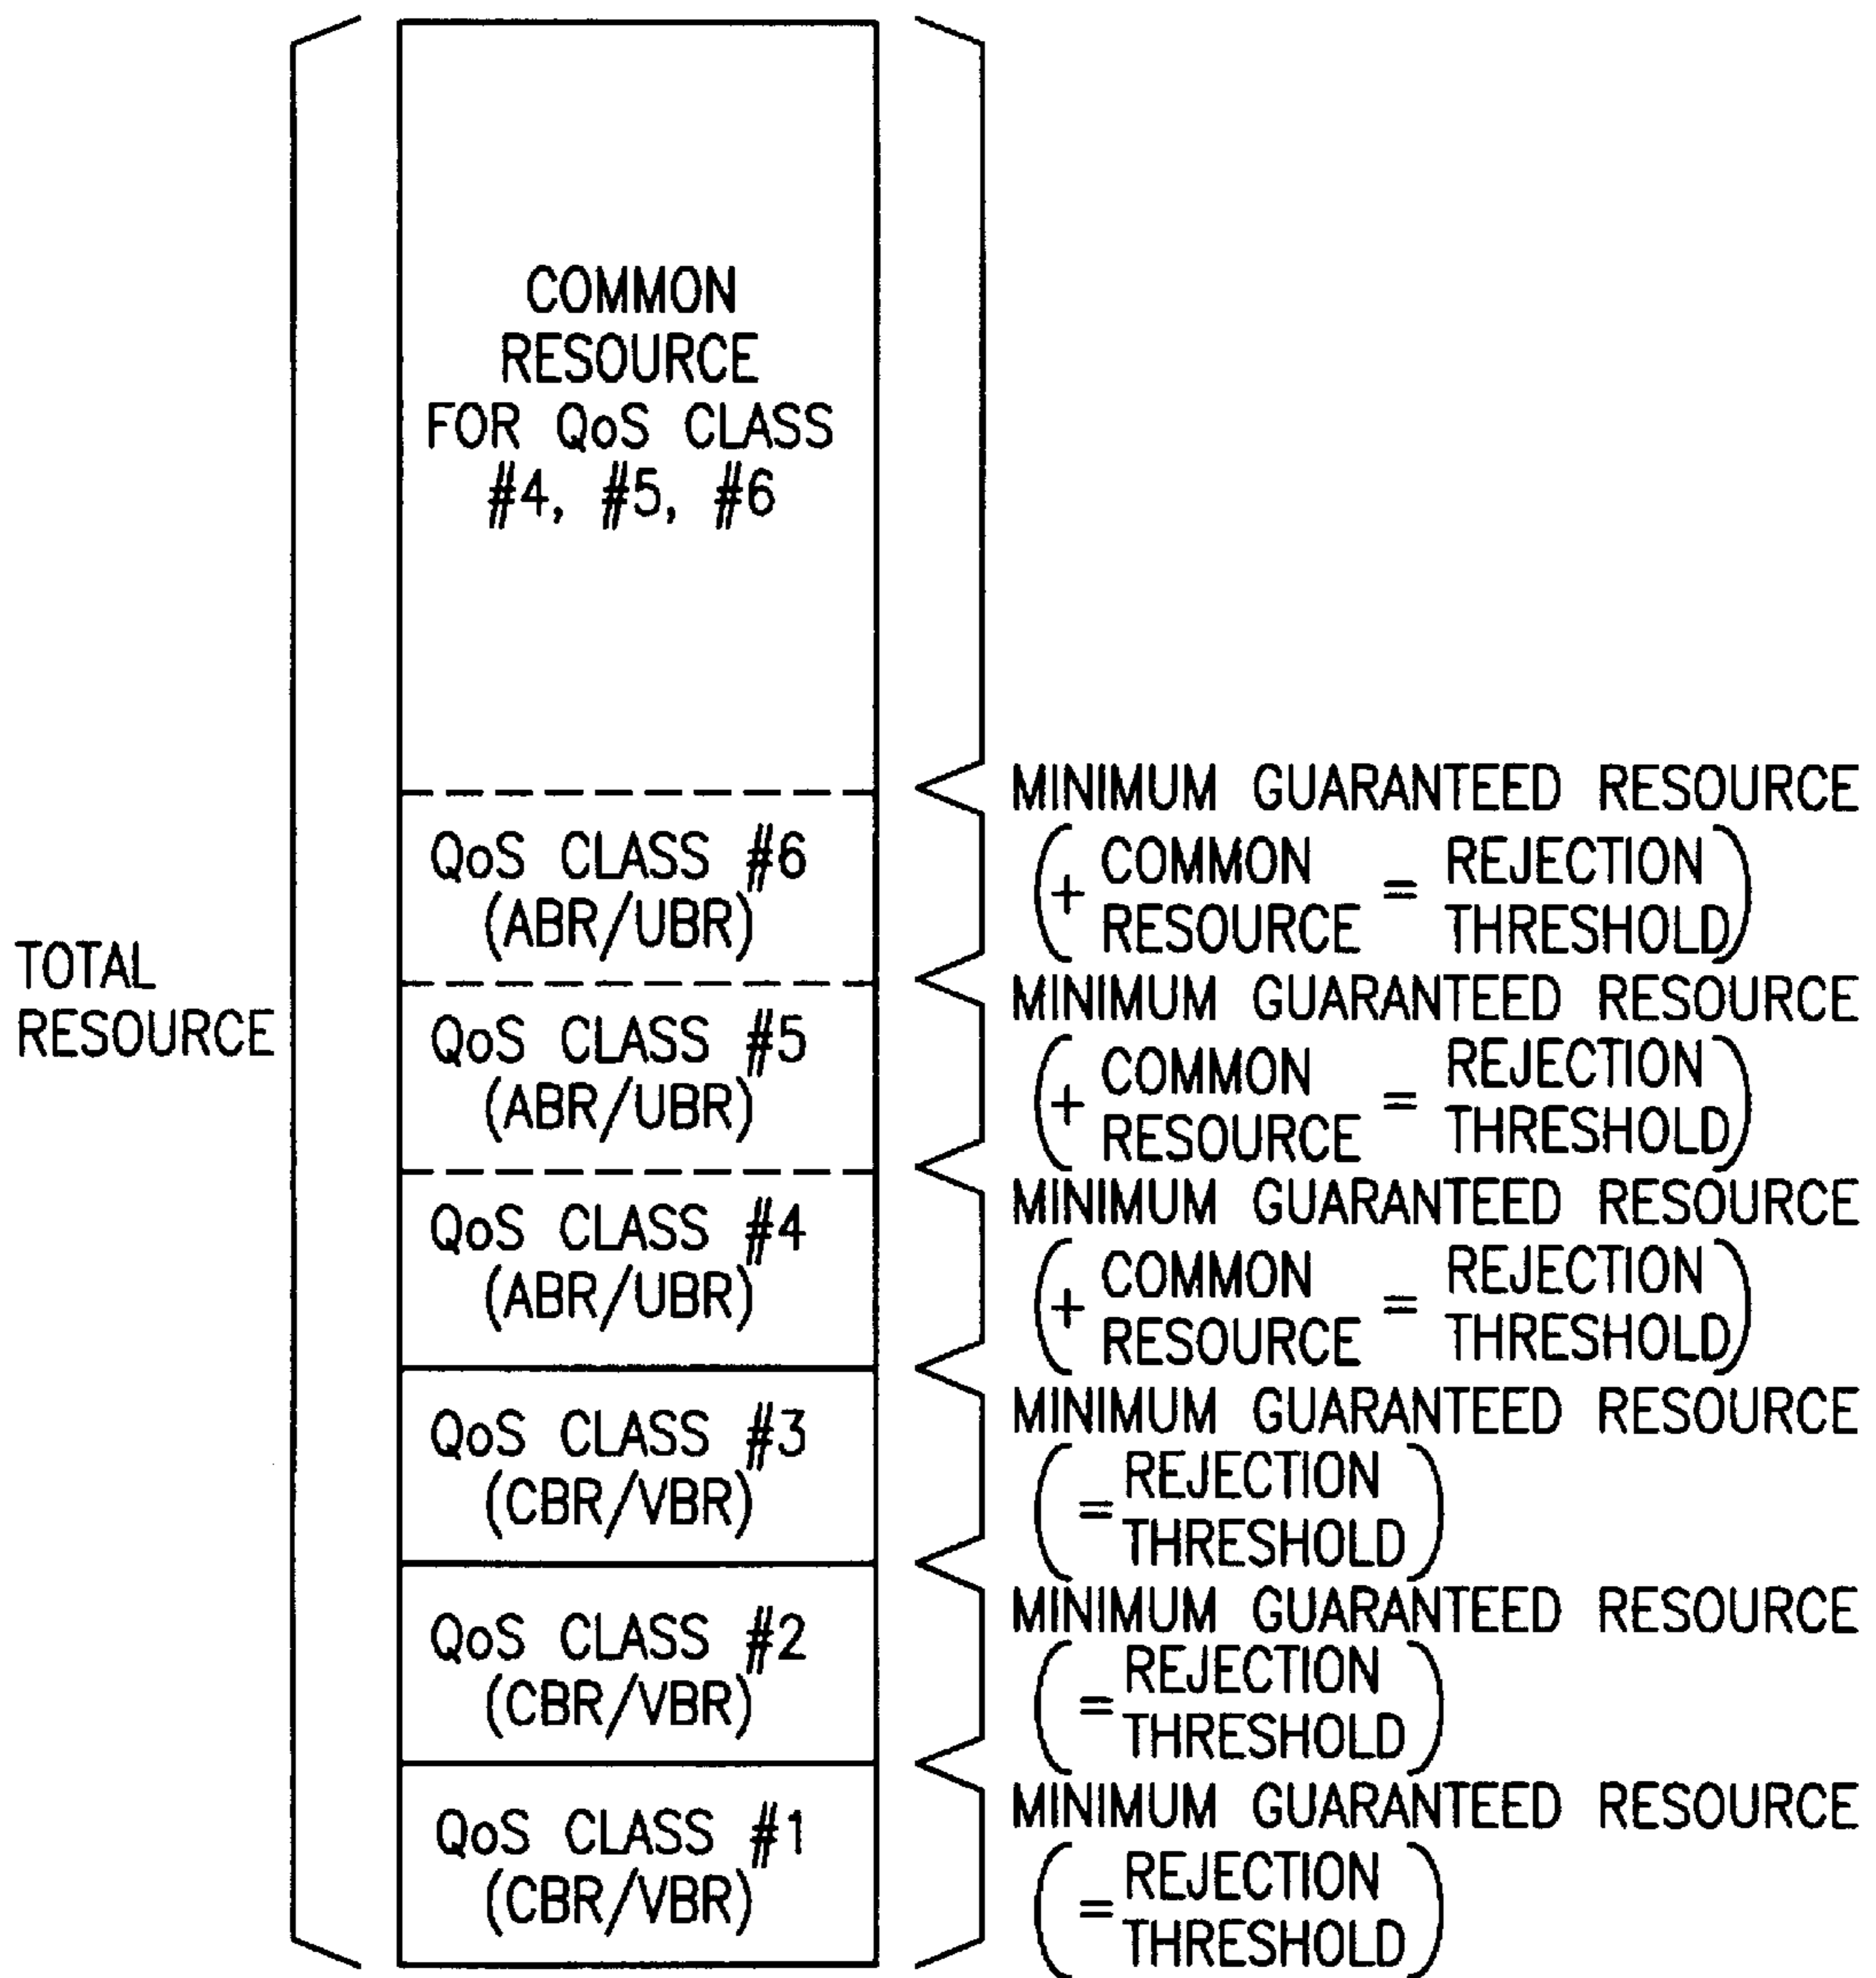 COMMON
RESOURCE
FOR QoS CLASS
#4, #5, #6
TOTAL
RESOURCE
QoS CLASS #6
(ABR/UBR)
MINIMUM GUARANTEED RESOURCE
(+ COMMON RESOURCE = REJECTION THRESHOLD)
QoS CLASS #5
(ABR/UBR)
MINIMUM GUARANTEED RESOURCE
(+ COMMON RESOURCE = REJECTION THRESHOLD)
QoS CLASS #4
(ABR/UBR)
MINIMUM GUARANTEED RESOURCE
(+ COMMON RESOURCE = REJECTION THRESHOLD)
QoS CLASS #3
(CBR/VBR)
MINIMUM GUARANTEED RESOURCE
(= REJECTION THRESHOLD)
QoS CLASS #2
(CBR/VBR)
MINIMUM GUARANTEED RESOURCE
(= REJECTION THRESHOLD)
QoS CLASS #1
(CBR/VBR)
MINIMUM GUARANTEED RESOURCE
(= REJECTION THRESHOLD)